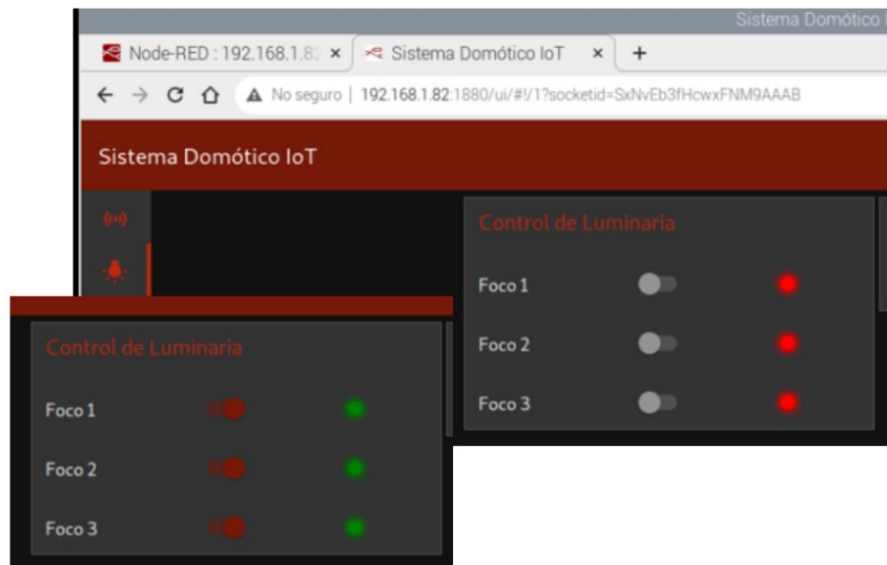 Sistema Domótico I
Node-RED : 192.168.1.82
Sistema Domótico IoT
No seguro | 192.168.1.82:1880/ui/#!/1?socketid=SxNvEb3fHcwxFNM9AAAB
Sistema Domótico IoT
Control de Luminaria
Foco 1
Foco 2
Foco 3
Control de Luminaria
Foco 1
Foco 2
Foco 3